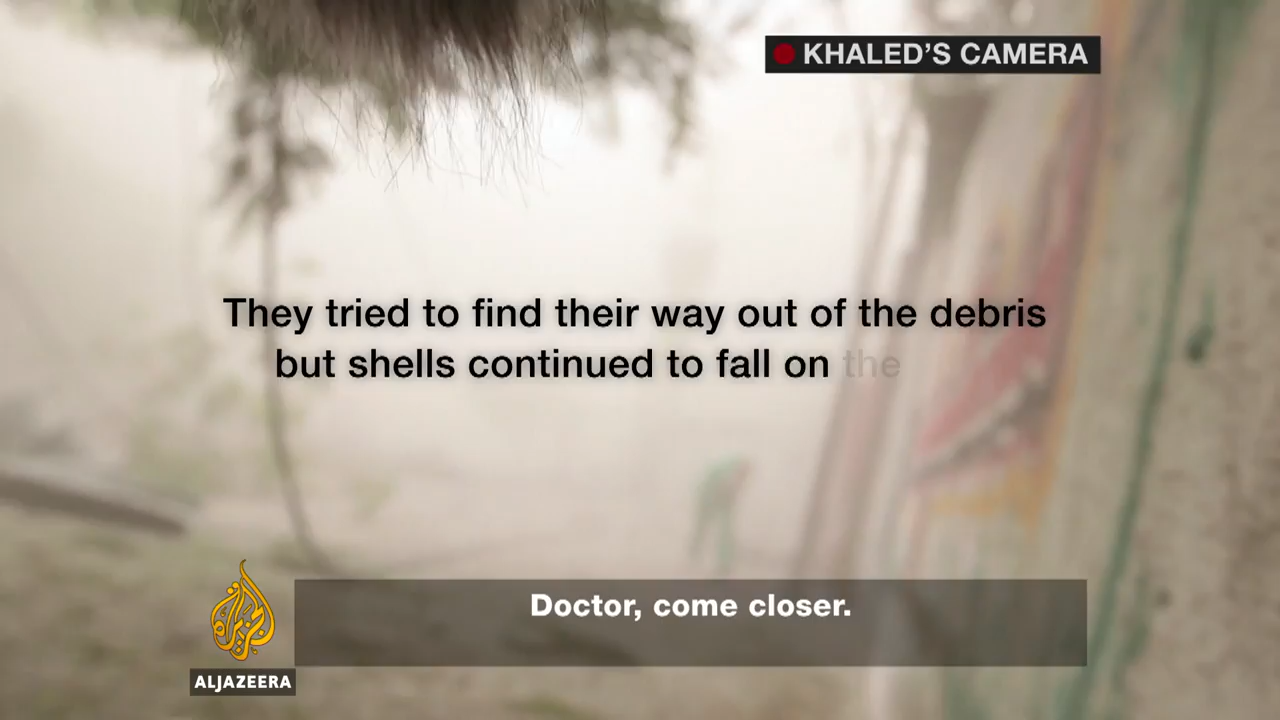 KHALED'S CAMERA
They tried to find their way out of the debris
but shells continued to fall on the
Doctor, come closer.
الجزيرة
ALJAZEERA